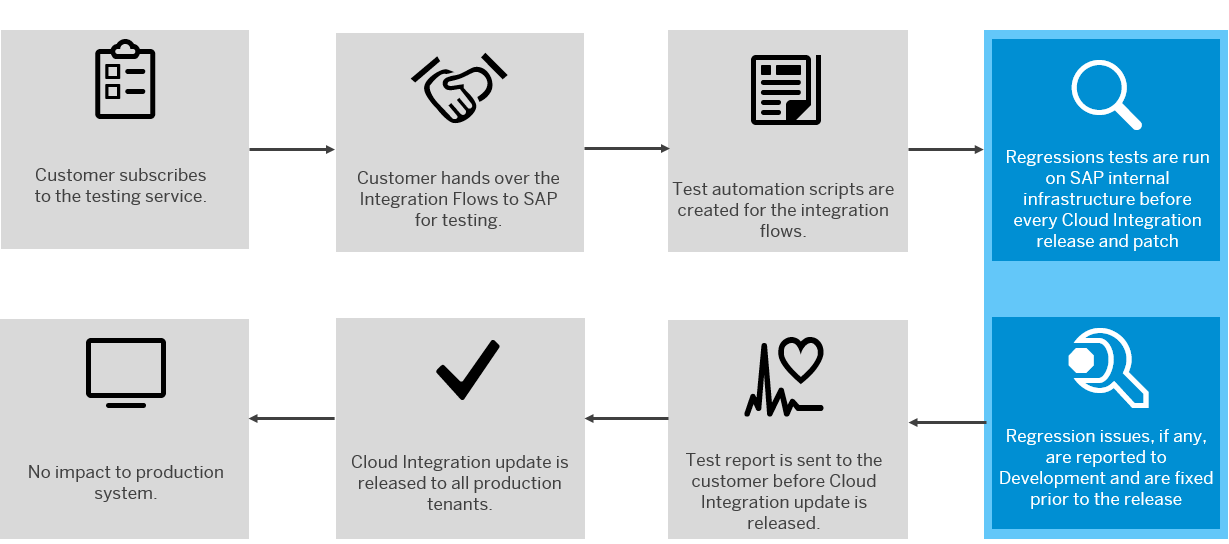 Customer subscribes
to the testing service.
Customer hands over the
Integration Flows to SAP
for testing.
Test automation scripts are
created for the integration
flows.
Regressions tests are run
on SAP internal
infrastructure before
every Cloud Integration
release and patch
Regression issues, if any,
are reported to
Development and are fixed
prior to the release
Test report is sent to the
customer before Cloud
Integration update is
released.
Cloud Integration update is
released to all production
tenants.
No impact to production
system.